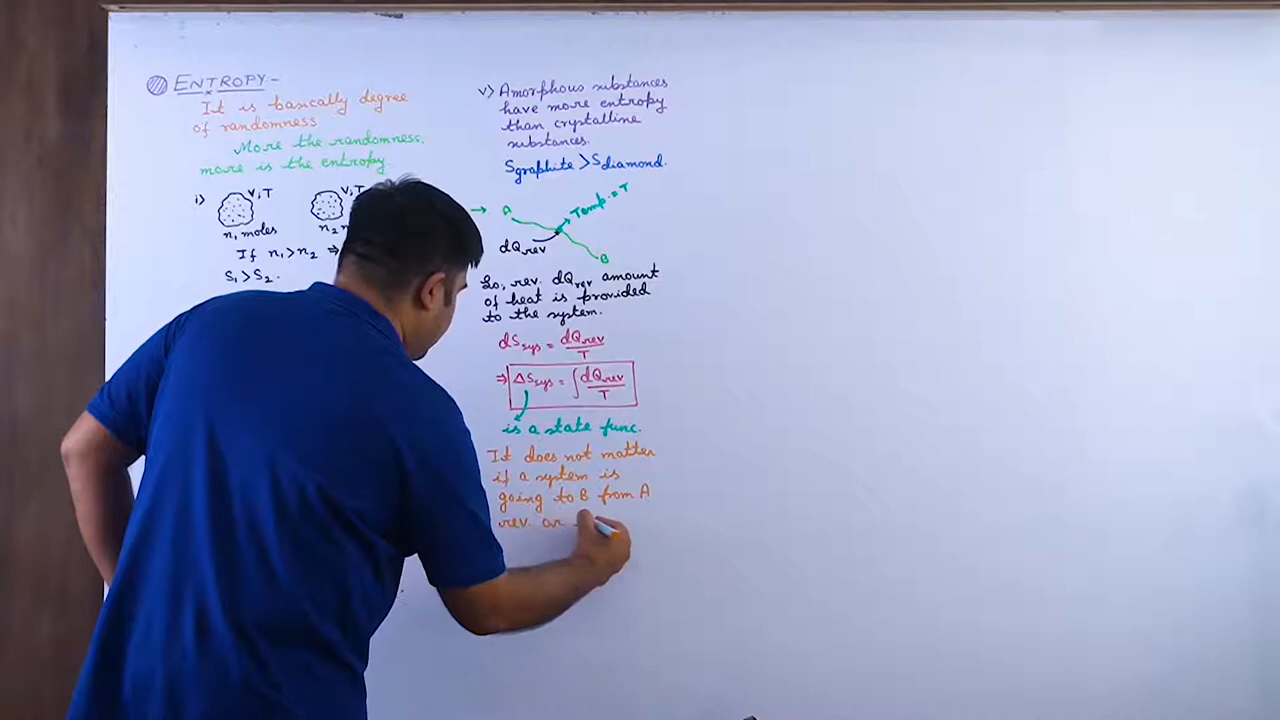 ENTROPY:-
It is basically degree
of randomness
More the randomness,
more is the entropy.
i) V, T V, T
n₁ moles n₂
If n₁>n₂ ⇒
S₁>S₂.
v) Amorphous substances
have more entropy
than crystalline
substances.
Sgraphite > Sdiamond.
→ A Temp. = T
dQrev B
So, rev. dQrev amount
of heat is provided
to the system.
dSsys = dQrev/T
⇒ ΔSsys = ∫dQrev/T
is a state func.
It does not matter
if a system is
going to B from A
rev. or